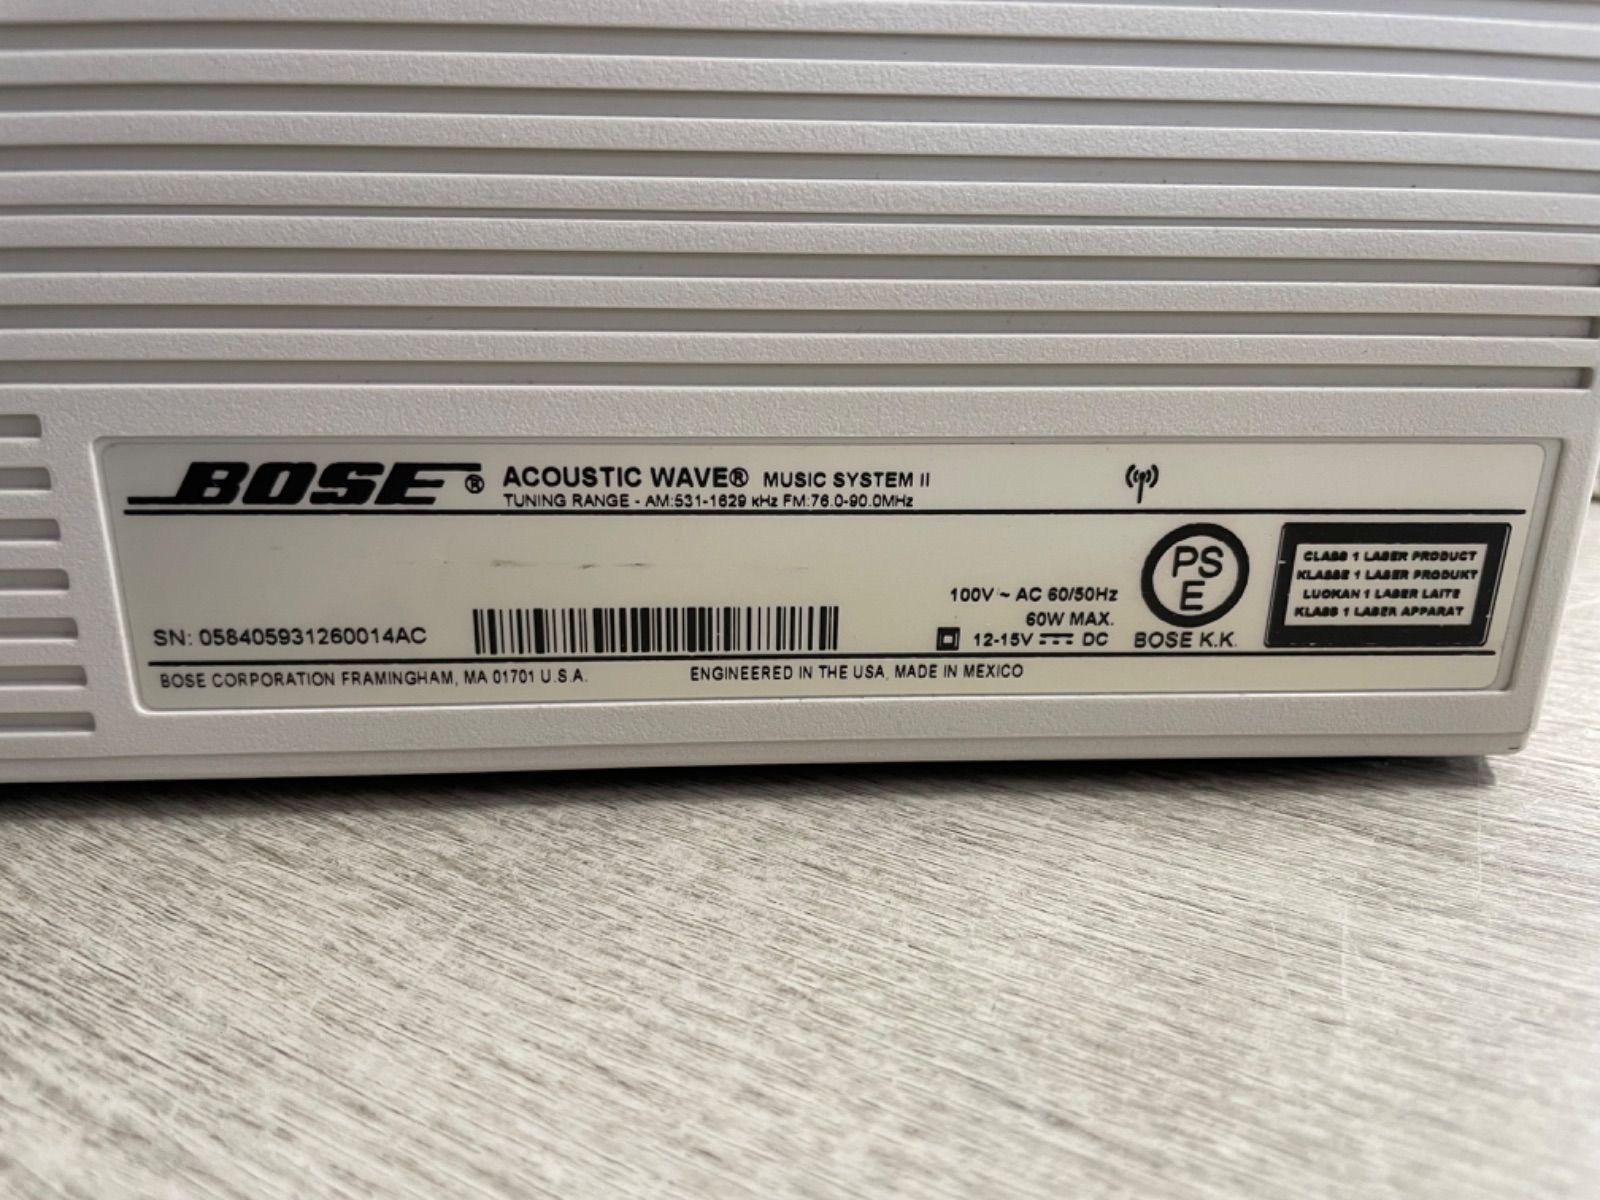 BOSE® ACOUSTIC WAVE® MUSIC SYSTEM II
TUNING RANGE - AM:531-1629 KHz FM:76.0-90.0MHz
PS
E
BOSE K.K.
CLASS 1 LASER PRODUCT
KLASSE 1 LASER PRODUKT
LUOKAN 1 LASER LAITE
KLASS 1 LASER APPARAT
100V ~ AC 60/50Hz
60W MAX.
12-15V ⎓ DC
SN: 058405931260014AC
BOSE CORPORATION FRAMINGHAM, MA 01701 U.S.A.
ENGINEERED IN THE USA, MADE IN MEXICO